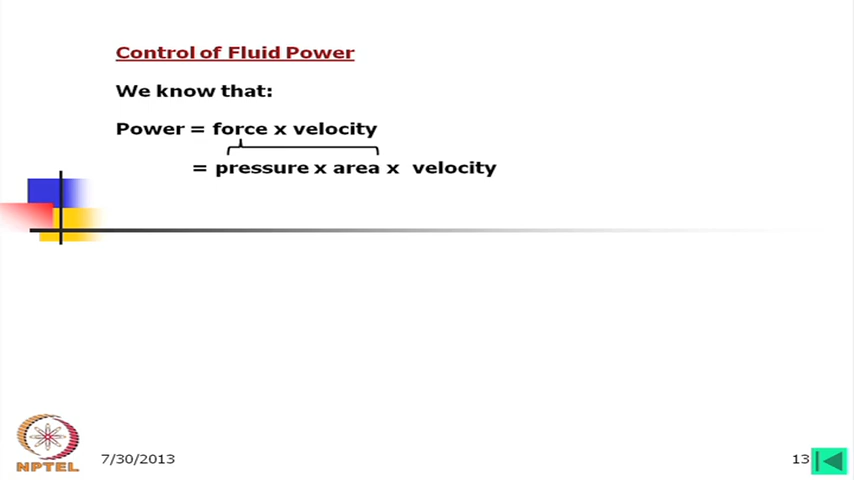 Control of Fluid Power
We know that:
Power = force x velocity
= pressure x area x velocity
NPTEL
7/30/2013
13